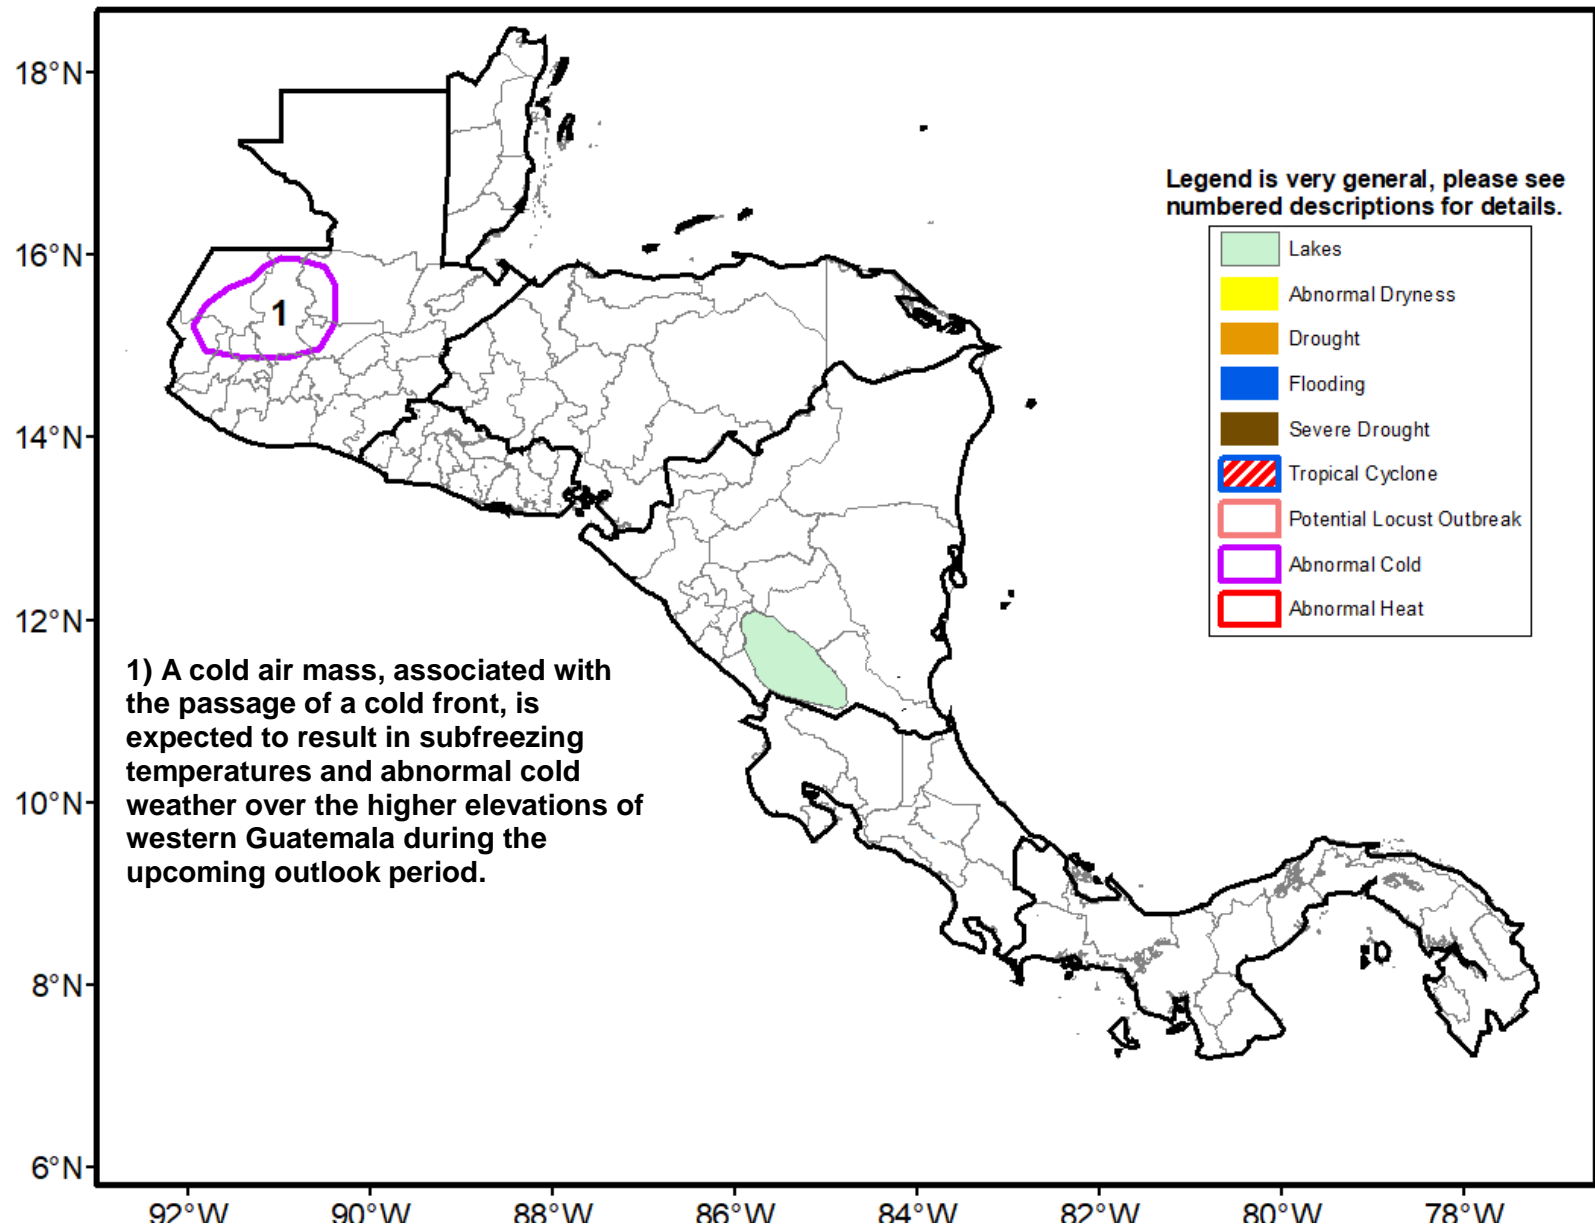 18°N
16°N
14°N
12°N
10°N
8°N
6°N
92°W
90°W
88°W
86°W
84°W
82°W
80°W
78°W
1
Legend is very general, please see
numbered descriptions for details.
Lakes
Abnormal Dryness
Drought
Flooding
Severe Drought
Tropical Cyclone
Potential Locust Outbreak
Abnormal Cold
Abnormal Heat
1) A cold air mass, associated with
the passage of a cold front, is
expected to result in subfreezing
temperatures and abnormal cold
weather over the higher elevations of
western Guatemala during the
upcoming outlook period.